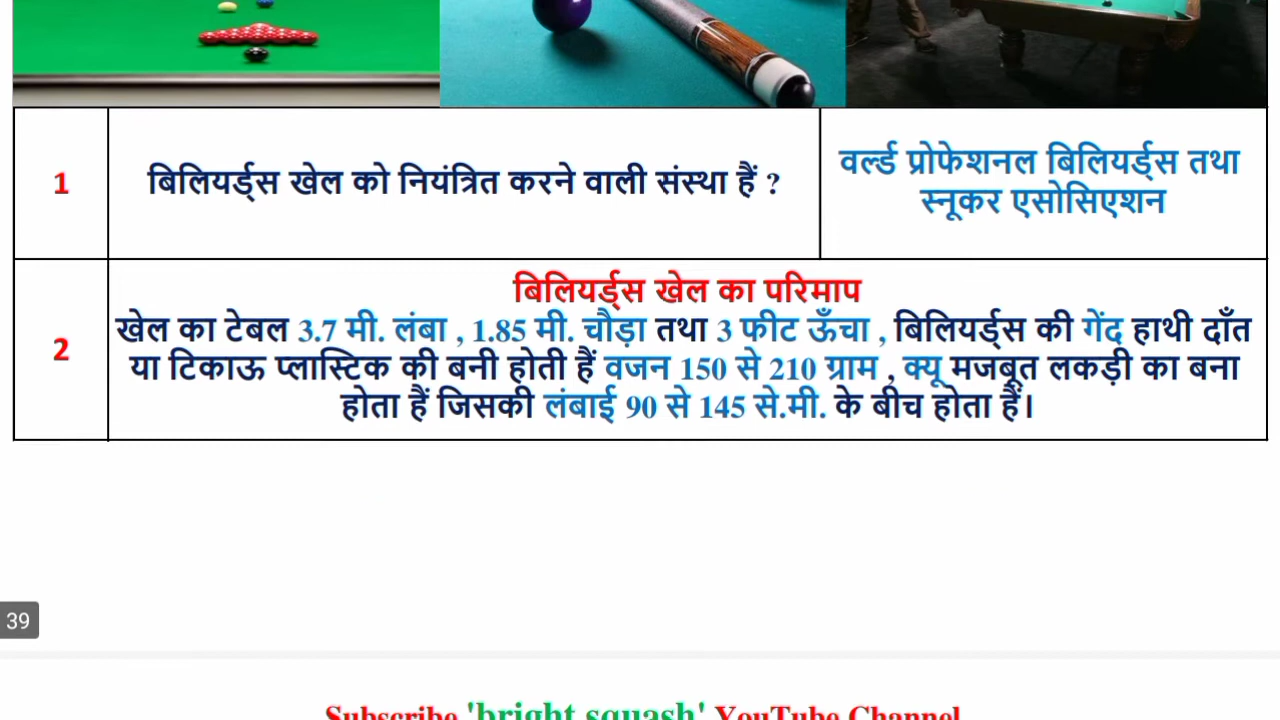 1
बिलियर्ड्स खेल को नियंत्रित करने वाली संस्था हैं ?
वर्ल्ड प्रोफेशनल बिलियर्ड्स तथा
स्नूकर एसोसिएशन
2
बिलियर्ड्स खेल का परिमाप
खेल का टेबल 3.7 मी. लंबा , 1.85 मी. चौड़ा तथा 3 फीट ऊँचा , बिलियर्ड्स की गेंद हाथी दाँत
या टिकाऊ प्लास्टिक की बनी होती हैं वजन 150 से 210 ग्राम , क्यू मजबूत लकड़ी का बना
होता हैं जिसकी लंबाई 90 से 145 से.मी. के बीच होता हैं।
39
Subscribe 'bright squash' YouTube Channel